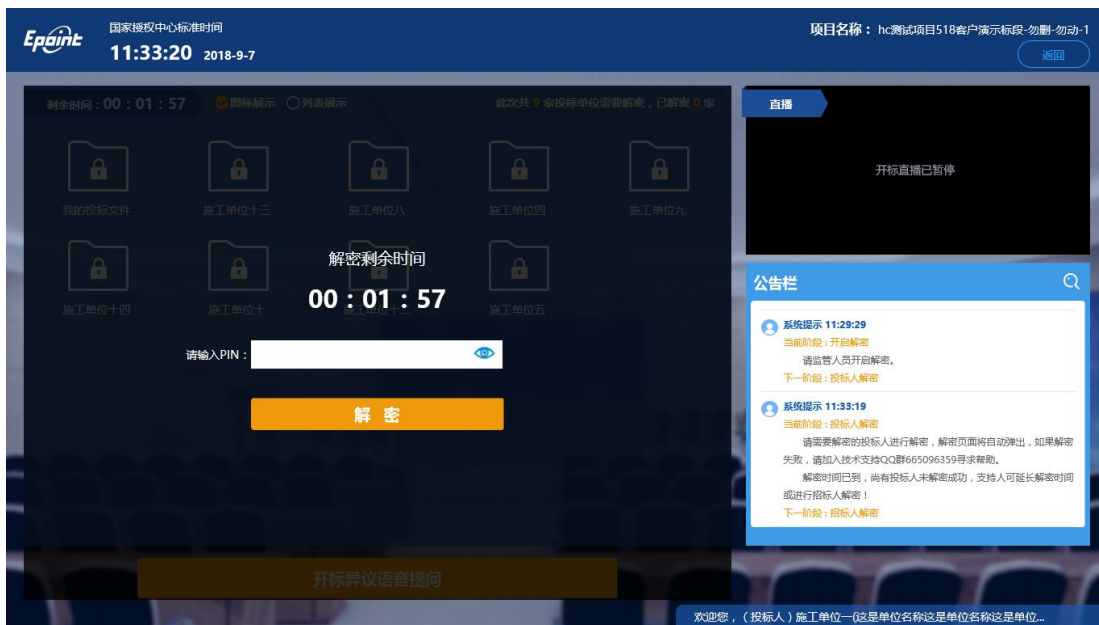 Epoint
国家授权中心标准时间
11:33:20 2018-9-7
项目名称：hc测试项目518客户演示标段-勿删-勿动-1
返回
剩余时间：00：01：57 图标展示 列表展示 此次共 9 家投标单位需要解密，已解密 0 家
我的投标文件 施工单位十三 施工单位八 施工单位四 施工单位九
解密剩余时间
00：01：57
施工单位十四 施工单位十 施工单位十二 施工单位五
请输入PIN：
解 密
开标异议语音提问
直播
开标直播已暂停
公告栏
系统提示 11:29:29
当前阶段：开启解密
请监管人员开启解密。
下一阶段：投标人解密
系统提示 11:33:19
当前阶段：投标人解密
请需要解密的投标人进行解密，解密页面将自动弹出，如果解密
失败，请加入技术支持QQ群665096359寻求帮助。
解密时间已到，尚有投标人未解密成功，支持人可延长解密时间
或进行招标人解密！
下一阶段：招标人解密
欢迎您，（投标人）施工单位一(这是单位名称这是单位名称这是单位...